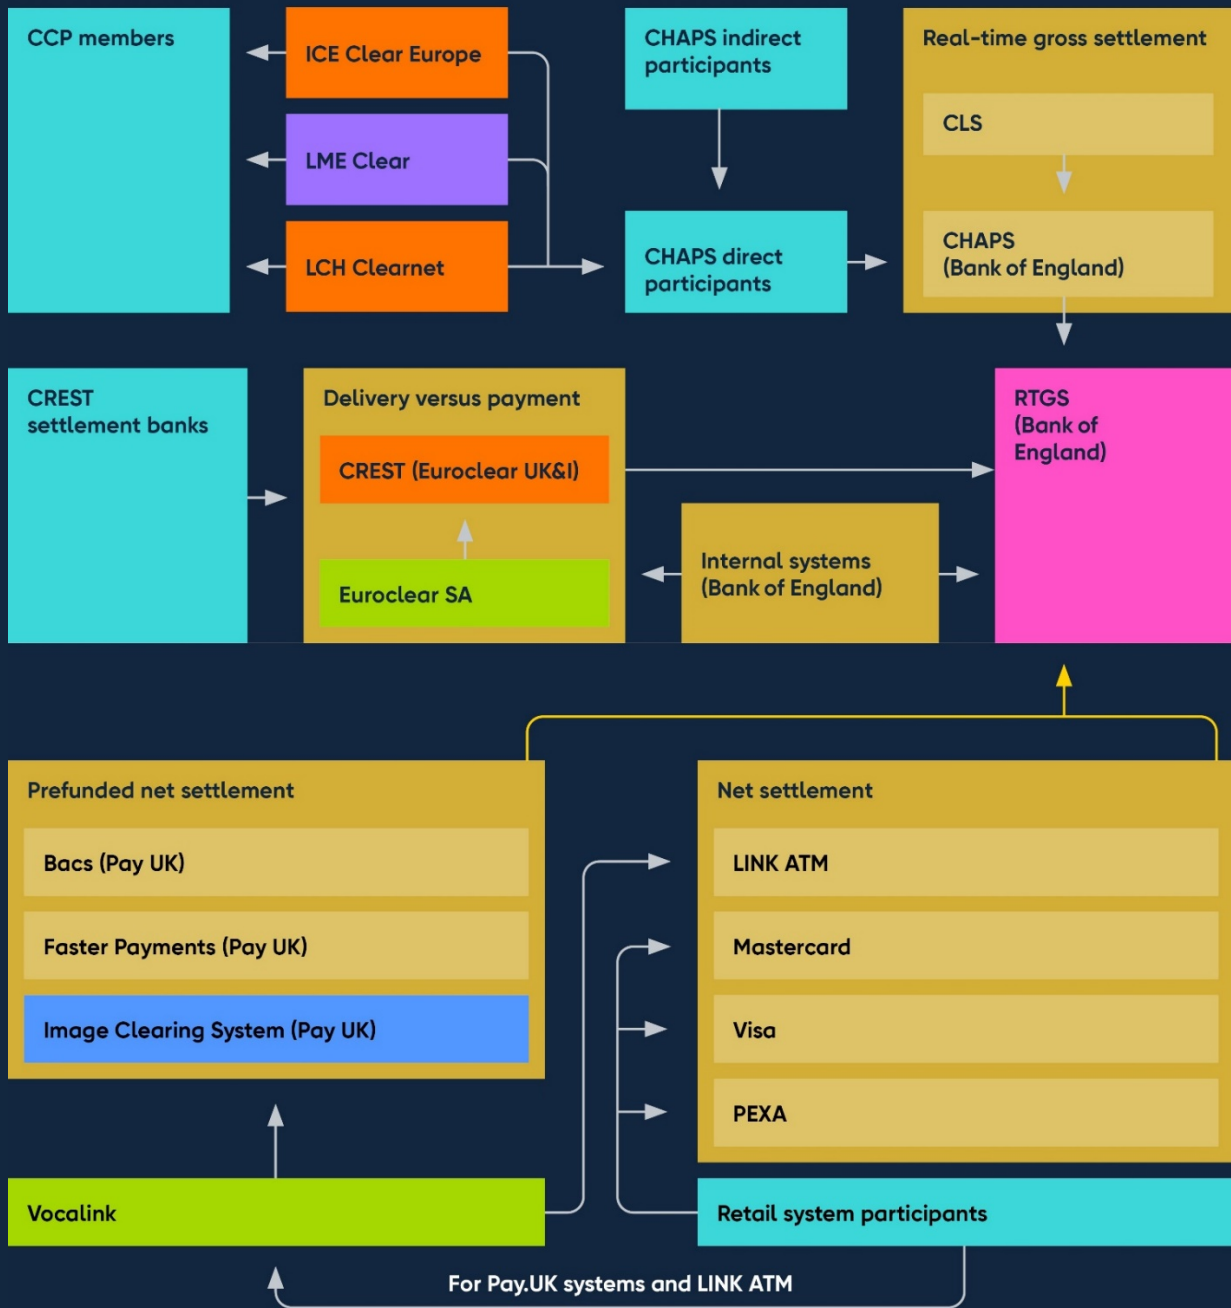 CCP members
ICE Clear Europe
LME Clear
LCH Clearnet
CHAPS indirect
participants
CHAPS direct
participants
Real-time gross settlement
CLS
CHAPS
(Bank of England)
CREST
settlement banks
Delivery versus payment
CREST (Euroclear UK&I)
Euroclear SA
Internal systems
(Bank of England)
RTGS
(Bank of
England)
Prefunded net settlement
Bacs (Pay UK)
Faster Payments (Pay UK)
Image Clearing System (Pay UK)
Net settlement
LINK ATM
Mastercard
Visa
PEXA
Vocalink
Retail system participants
For Pay.UK systems and LINK ATM